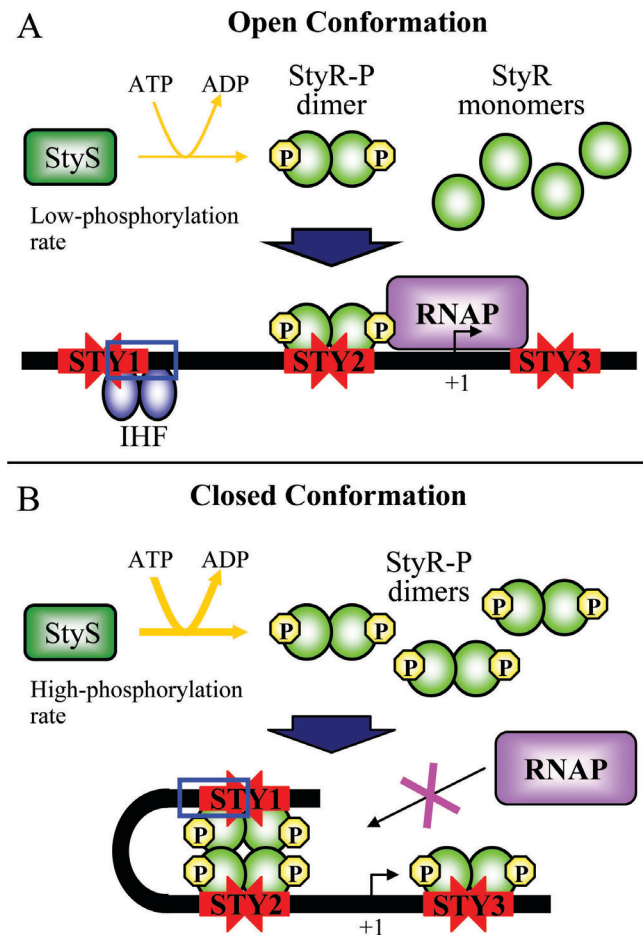 A
Open Conformation
ATP
ADP
StyR-P
dimer
StyR
monomers
StyS
P
P
Low-phosphorylation
rate
P
P
RNAP
STY1
STY2
STY3
+1
IHF
B
Closed Conformation
ATP
ADP
StyR-P
dimers
StyS
P
P
P
P
P
P
High-phosphorylation
rate
RNAP
STY1
P
P
P
P
P
P
STY2
STY3
+1